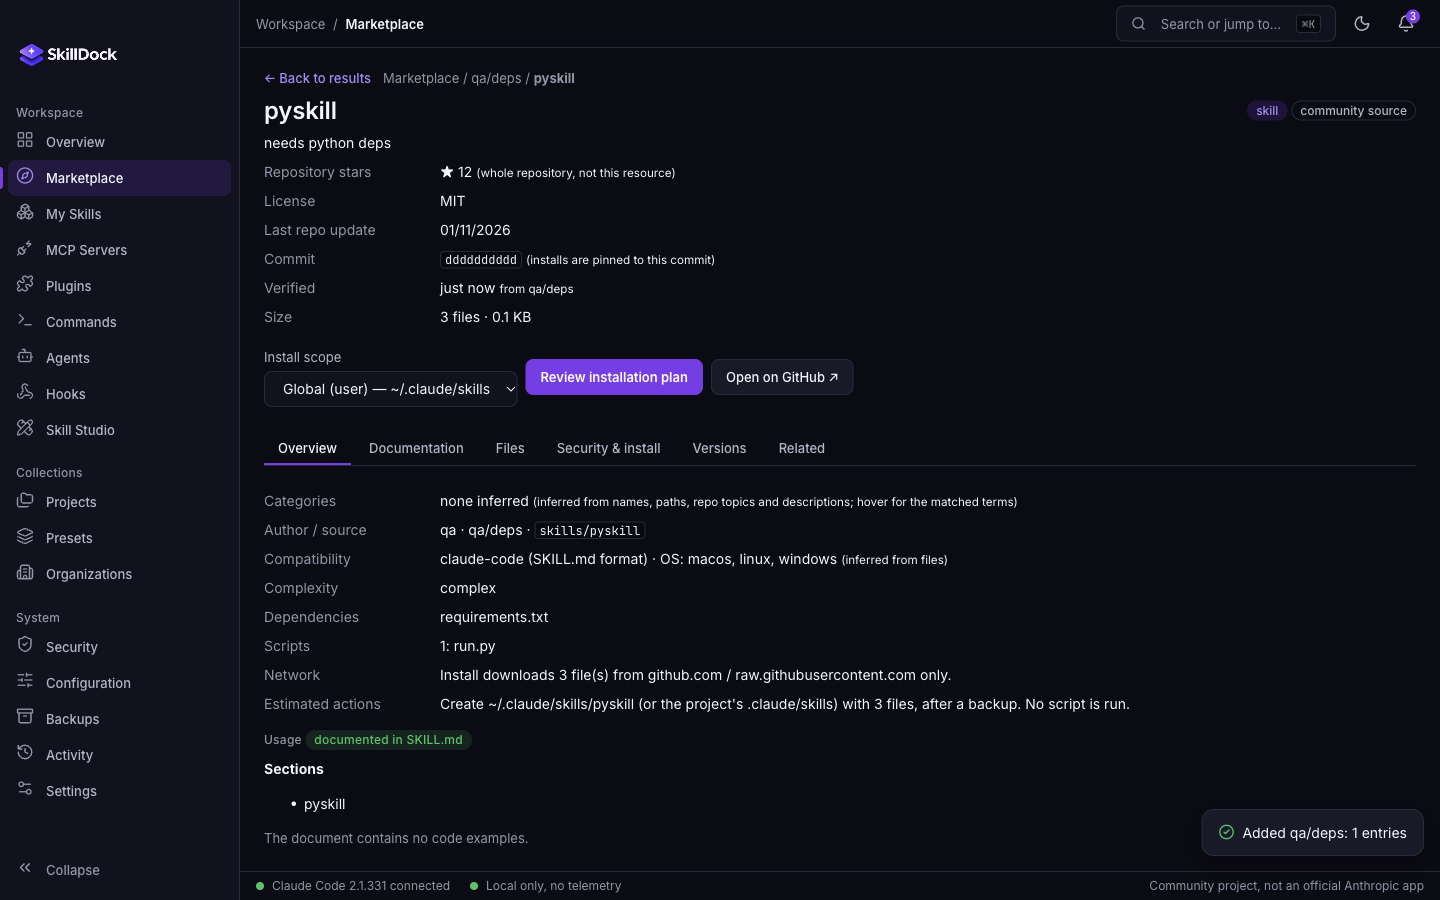 SkillDock
Workspace
Overview
Marketplace
My Skills
MCP Servers
Plugins
Commands
Agents
Hooks
Skill Studio
Collections
Projects
Presets
Organizations
System
Security
Configuration
Backups
Activity
Settings
Collapse
Workspace / Marketplace
Search or jump to... ⌘K
3
← Back to results Marketplace / qa/deps / pyskill
pyskill
skill community source
needs python deps
Repository stars ★ 12 (whole repository, not this resource)
License MIT
Last repo update 01/11/2026
Commit dddddddddd (installs are pinned to this commit)
Verified just now from qa/deps
Size 3 files · 0.1 KB
Install scope
Global (user) — ~/.claude/skills Review installation plan Open on GitHub ↗
Overview Documentation Files Security & install Versions Related
Categories none inferred (inferred from names, paths, repo topics and descriptions; hover for the matched terms)
Author / source qa · qa/deps · skills/pyskill
Compatibility claude-code (SKILL.md format) · OS: macos, linux, windows (inferred from files)
Complexity complex
Dependencies requirements.txt
Scripts 1: run.py
Network Install downloads 3 file(s) from github.com / raw.githubusercontent.com only.
Estimated actions Create ~/.claude/skills/pyskill (or the project's .claude/skills) with 3 files, after a backup. No script is run.
Usage documented in SKILL.md
Sections
• pyskill
The document contains no code examples.
Added qa/deps: 1 entries
Claude Code 2.1.331 connected Local only, no telemetry Community project, not an official Anthropic app